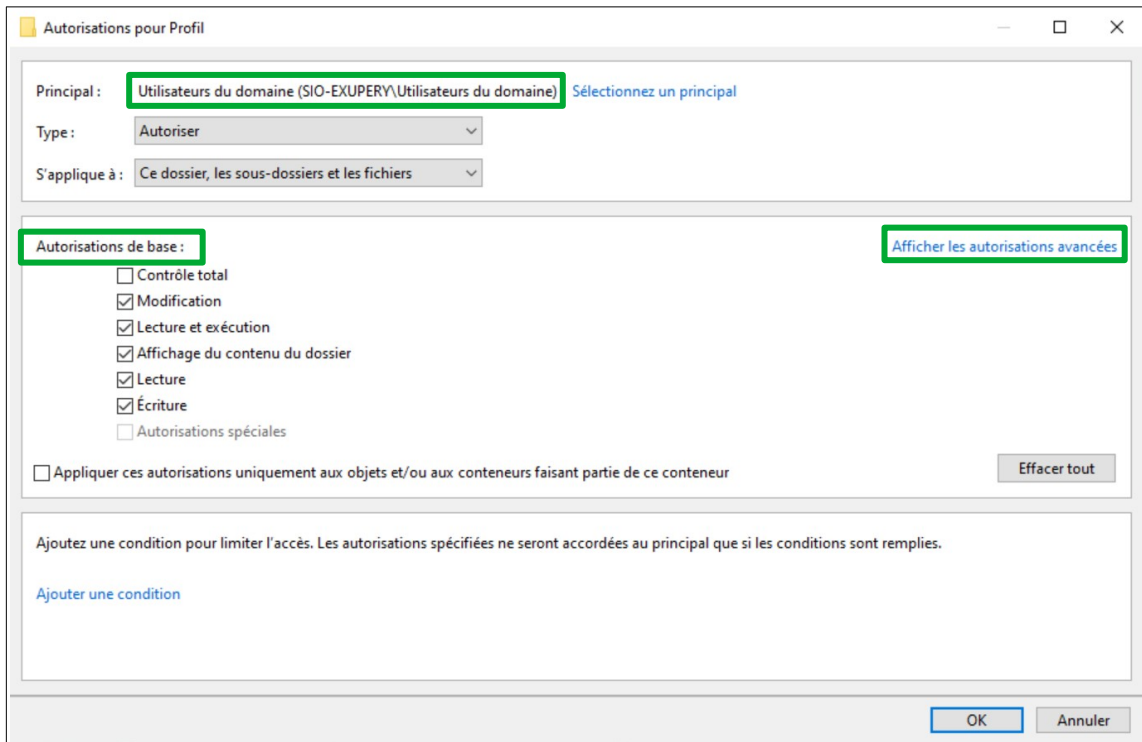 Autorisations pour Profil
Principal : Utilisateurs du domaine (SIO-EXUPERY\Utilisateurs du domaine) Sélectionnez un principal
Type : Autoriser
S'applique à : Ce dossier, les sous-dossiers et les fichiers
Autorisations de base : Afficher les autorisations avancées
Contrôle total
Modification
Lecture et exécution
Affichage du contenu du dossier
Lecture
Écriture
Autorisations spéciales
Appliquer ces autorisations uniquement aux objets et/ou aux conteneurs faisant partie de ce conteneur Effacer tout
Ajoutez une condition pour limiter l'accès. Les autorisations spécifiées ne seront accordées au principal que si les conditions sont remplies.
Ajouter une condition
OK Annuler